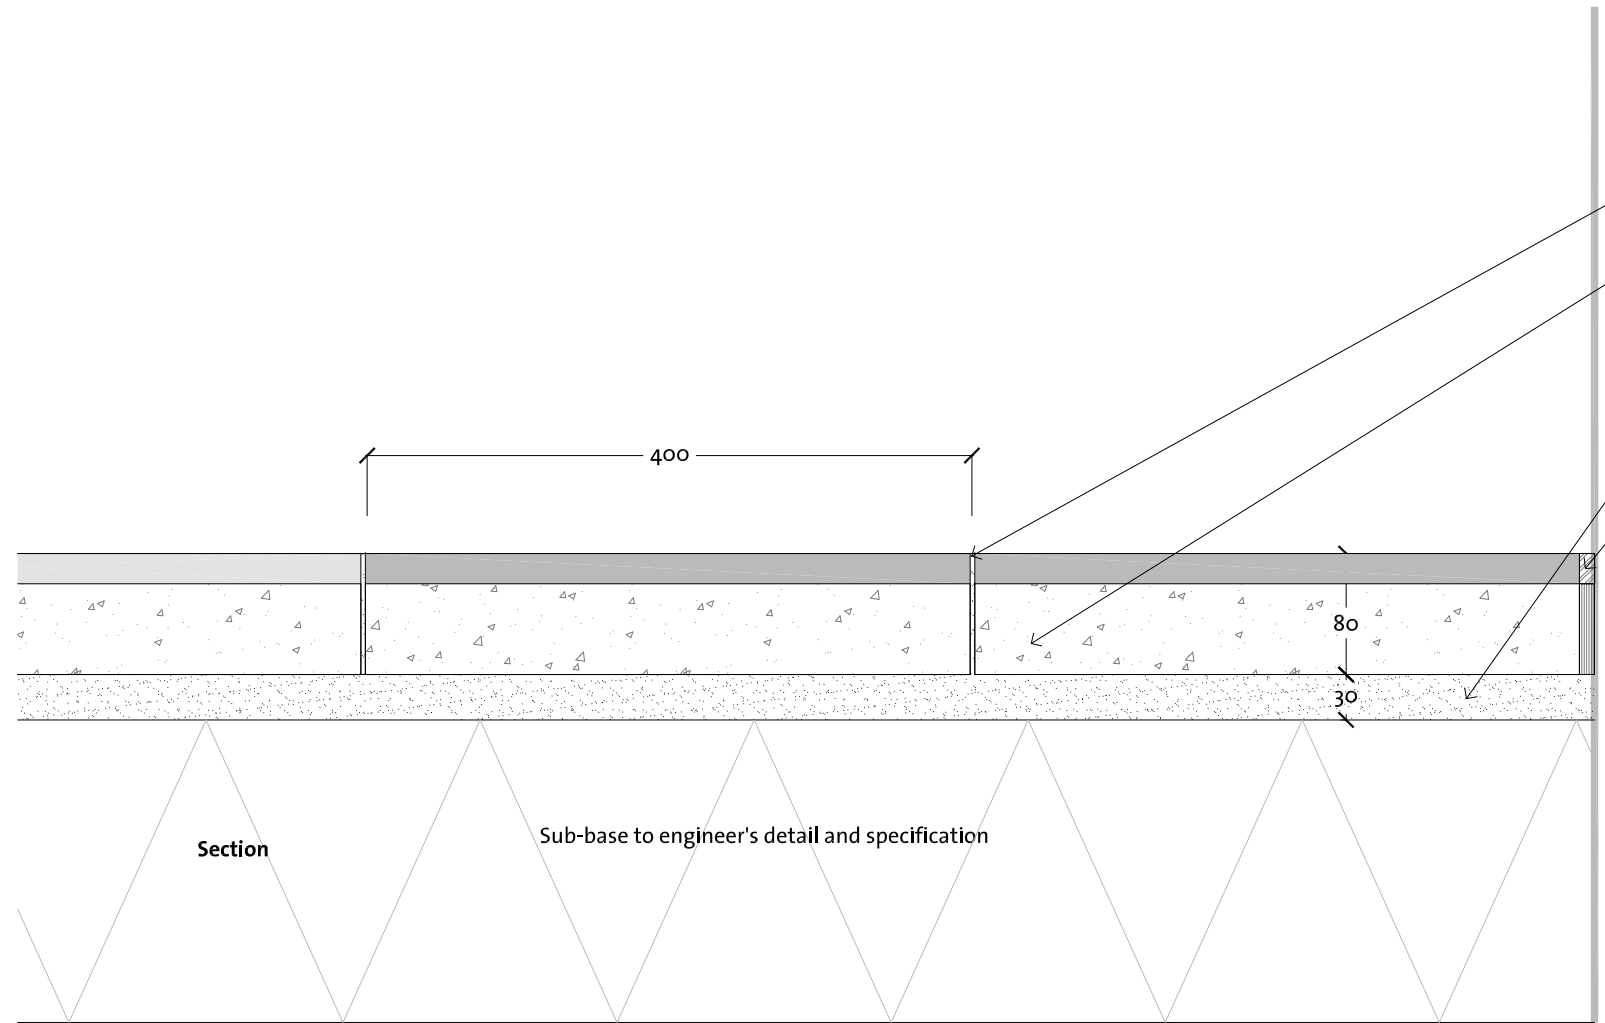 400
80
30
Sub-base to engineer's detail and specification
Section